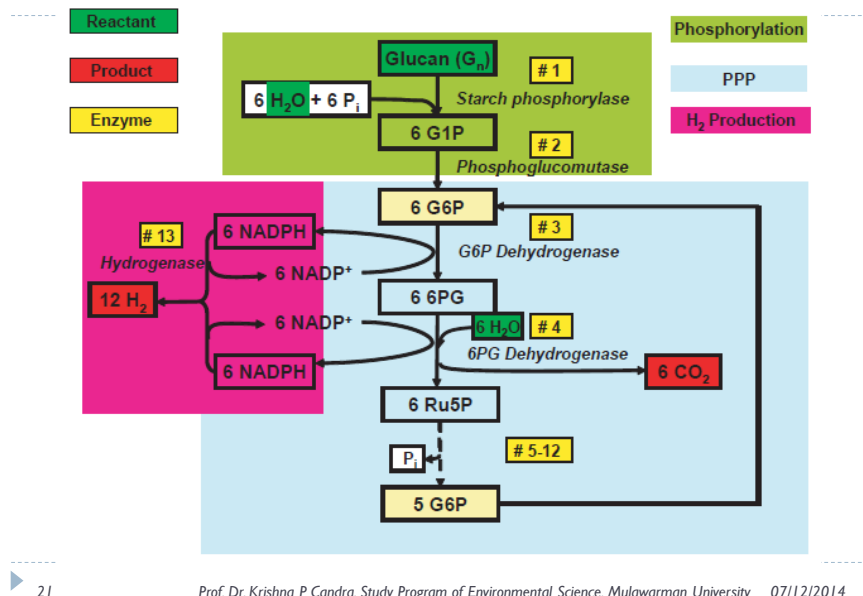 Reactant
Product
Enzyme
Phosphorylation
PPP
H₂ Production
Glucan (Gₙ)
# 1
6 H₂O + 6 Pᵢ
Starch phosphorylase
6 G1P
# 2
Phosphoglucomutase
6 G6P
# 3
G6P Dehydrogenase
# 13
6 NADPH
Hydrogenase
6 NADP⁺
12 H₂
6 6PG
6 NADP⁺
6 H₂O
# 4
6PG Dehydrogenase
6 NADPH
6 CO₂
6 Ru5P
Pᵢ
# 5-12
5 G6P
21 Prof. Dr. Krishna P Candra, Study Program of Environmental Science, Mulawarman University 07/12/2014